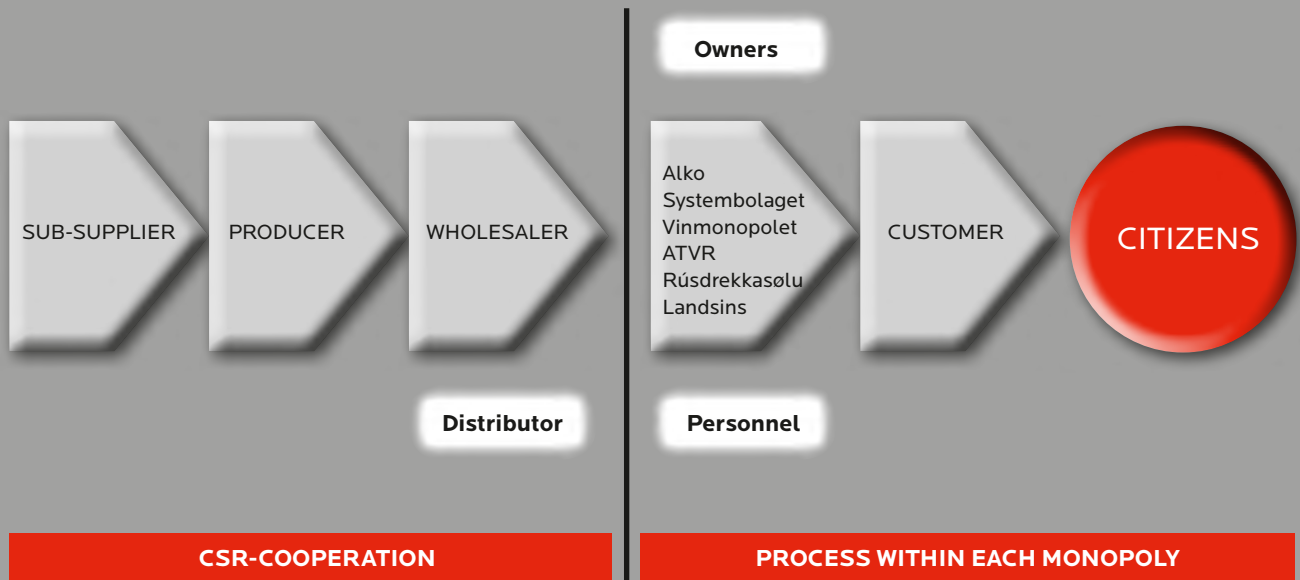 Owners
SUB-SUPPLIER
PRODUCER
WHOLESALER
Alko
Systembolaget
Vinmonopolet
ATVR
Rúsdrekkasølu
Landsins
CUSTOMER
CITIZENS
Distributor
Personnel
CSR-COOPERATION
PROCESS WITHIN EACH MONOPOLY